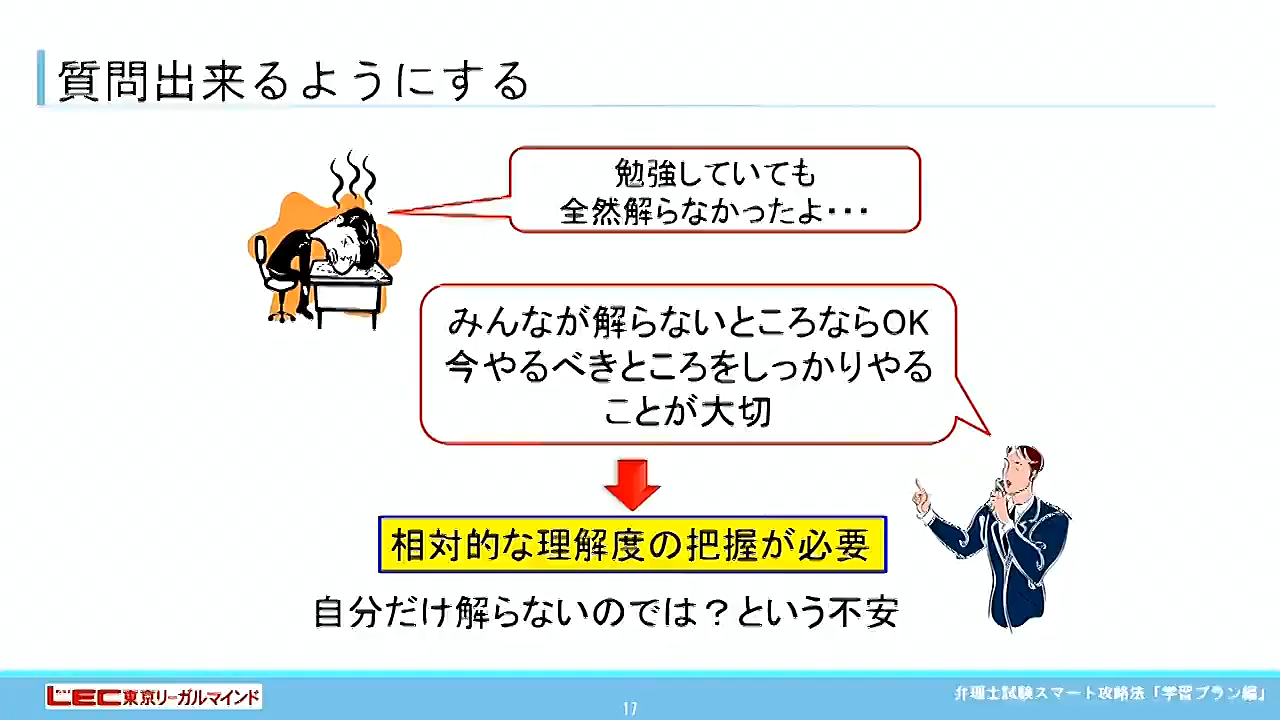 質問出来るようにする
勉強していても
全然解らなかったよ・・・
みんなが解らないところならOK
今やるべきところをしっかりやる
ことが大切
相対的な理解度の把握が必要
自分だけ解らないのでは？という不安
LEC東京リーガルマインド
17
弁理士試験スマート攻略法「学習プラン編」